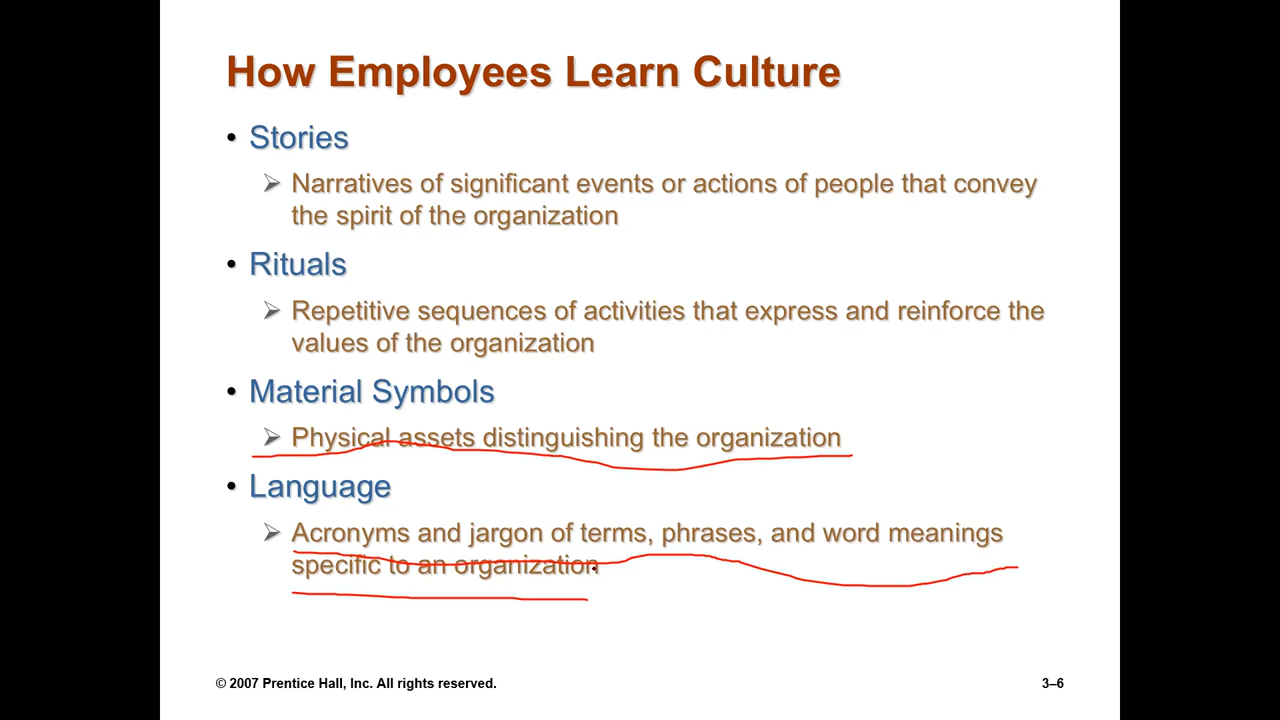 How Employees Learn Culture
• Stories
➢ Narratives of significant events or actions of people that convey
the spirit of the organization
• Rituals
➢ Repetitive sequences of activities that express and reinforce the
values of the organization
• Material Symbols
➢ Physical assets distinguishing the organization
• Language
➢ Acronyms and jargon of terms, phrases, and word meanings
specific to an organization
© 2007 Prentice Hall, Inc. All rights reserved.
3–6